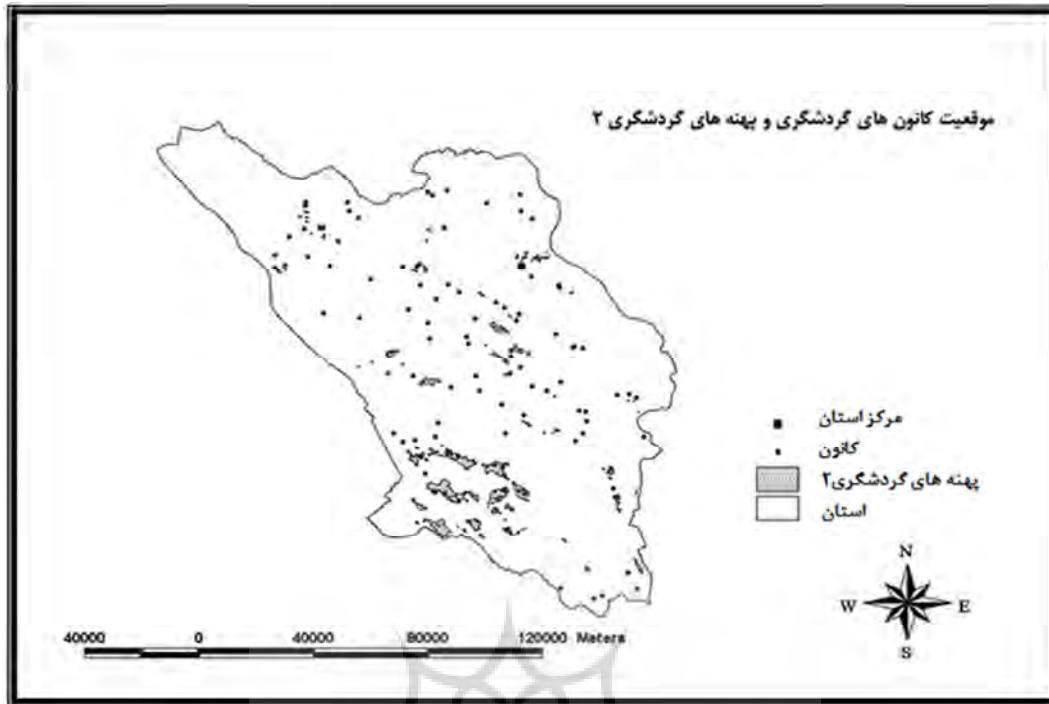 موقعیت کانون های گردشگری و پهنه های گردشگری ۲
شهرکرد
مرکز استان
کانون
پهنه های گردشگری۲
استان
N
W E
S
40000 0 40000 80000 120000 Meters